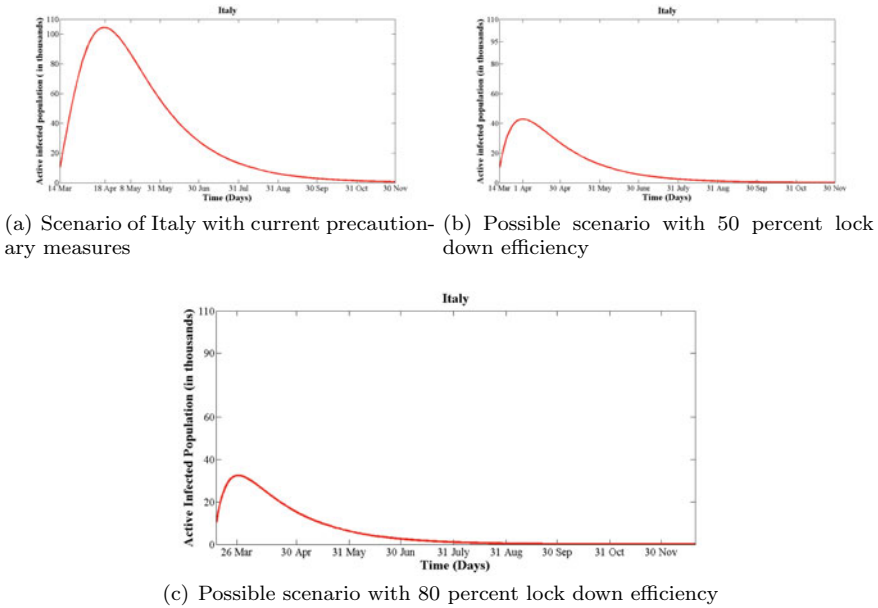 Italy
Active infected population ( in thousands)
110
100
80
60
40
20
0
14 Mar 18 Apr 8 May 31 May 30 Jun 31 Jul 31 Aug 30 Sep 31 Oct 30 Nov
Time (Days)
(a) Scenario of Italy with current precaution-
ary measures
Italy
Active infected population (in thousands)
110
95
80
60
40
20
0
14 Mar 1 Apr 30 Apr 31 May 30 June 31 July 31 Aug 30 Sep 31 Oct 30 Nov
Time (Days)
(b) Possible scenario with 50 percent lock
down efficiency
Italy
Active Infected Population (in thousands)
110
90
60
40
20
0
26 Mar 30 Apr 31 May 30 Jun 31 July 31 Aug 30 Sep 31 Oct 30 Nov
Time (Days)
(c) Possible scenario with 80 percent lock down efficiency